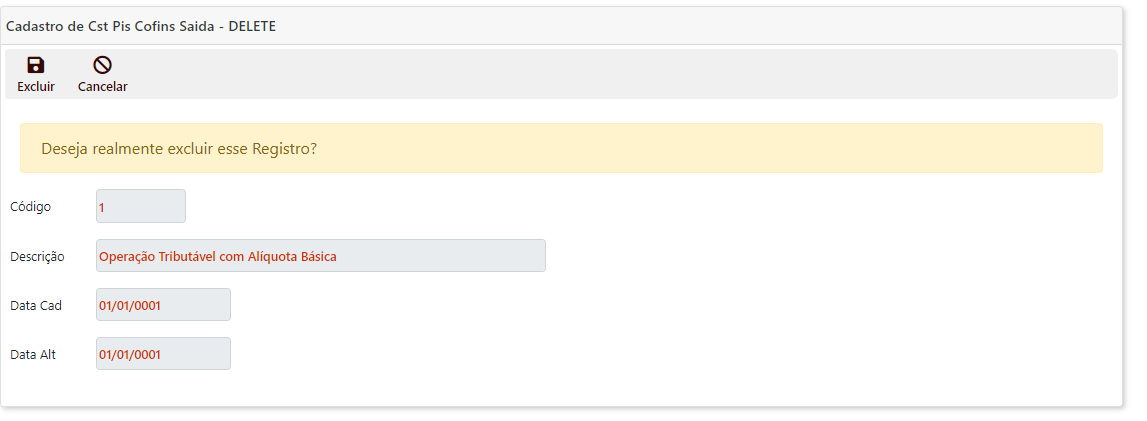 Cadastro de Cst Pis Cofins Saida - DELETE
Excluir Cancelar
Deseja realmente excluir esse Registro?
Código 1
Descrição Operação Tributável com Alíquota Básica
Data Cad 01/01/0001
Data Alt 01/01/0001